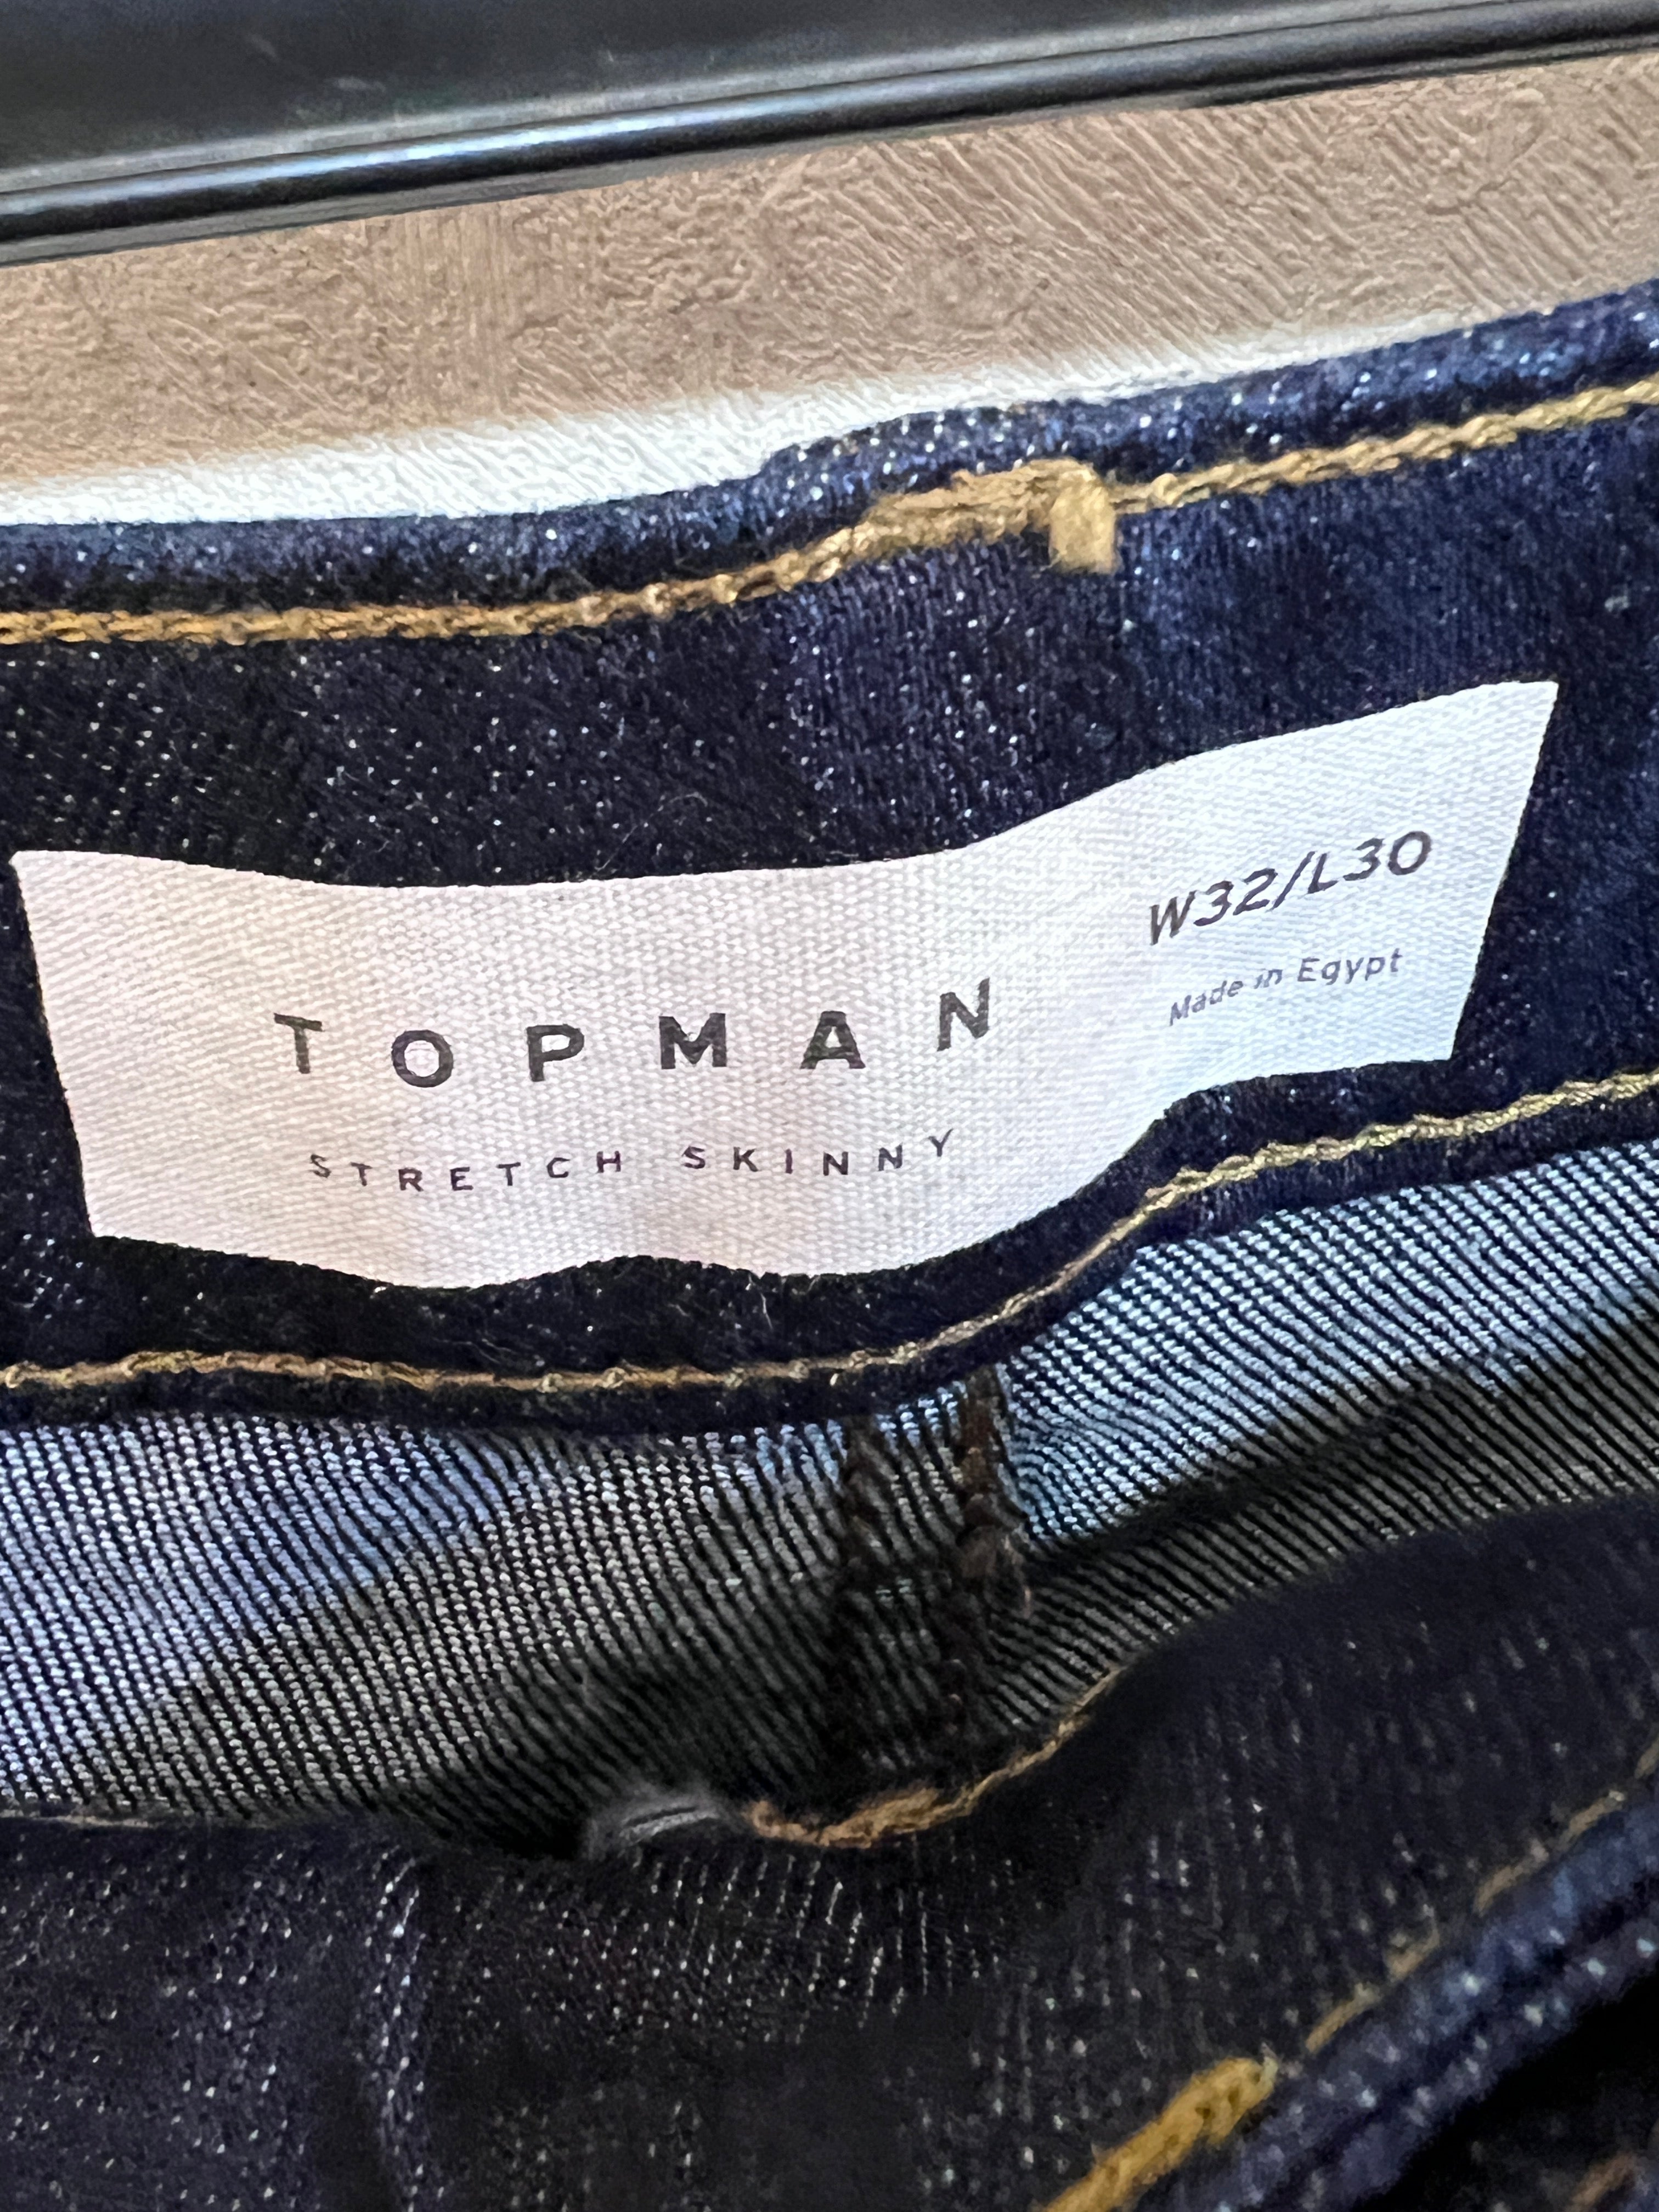 TOPMAN
STRETCH SKINNY
W32/L30
Made in Egypt